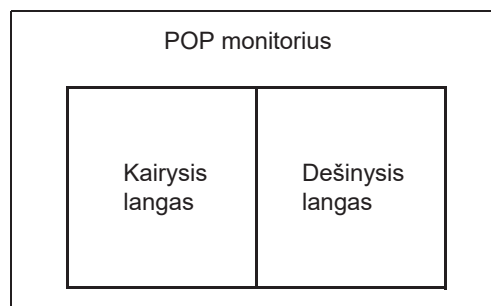 POP monitorius
Kairysis
langas
Dešinysis
langas